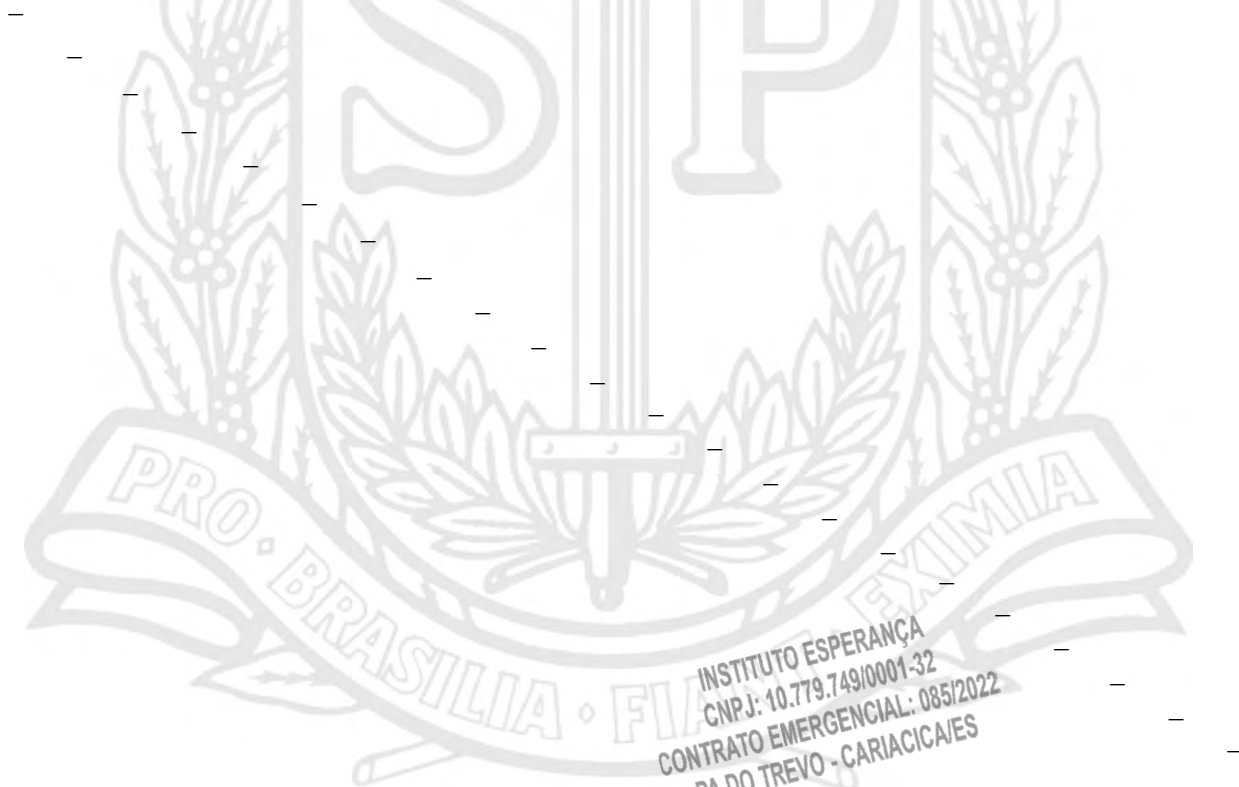 SP
PRO • BRASILIA • FIANT • EXIMIA
INSTITUTO ESPERANÇA
CNPJ: 10.779.749/0001-32
CONTRATO EMERGENCIAL: 085/2022
PA DO TREVO - CARIACICA/ES